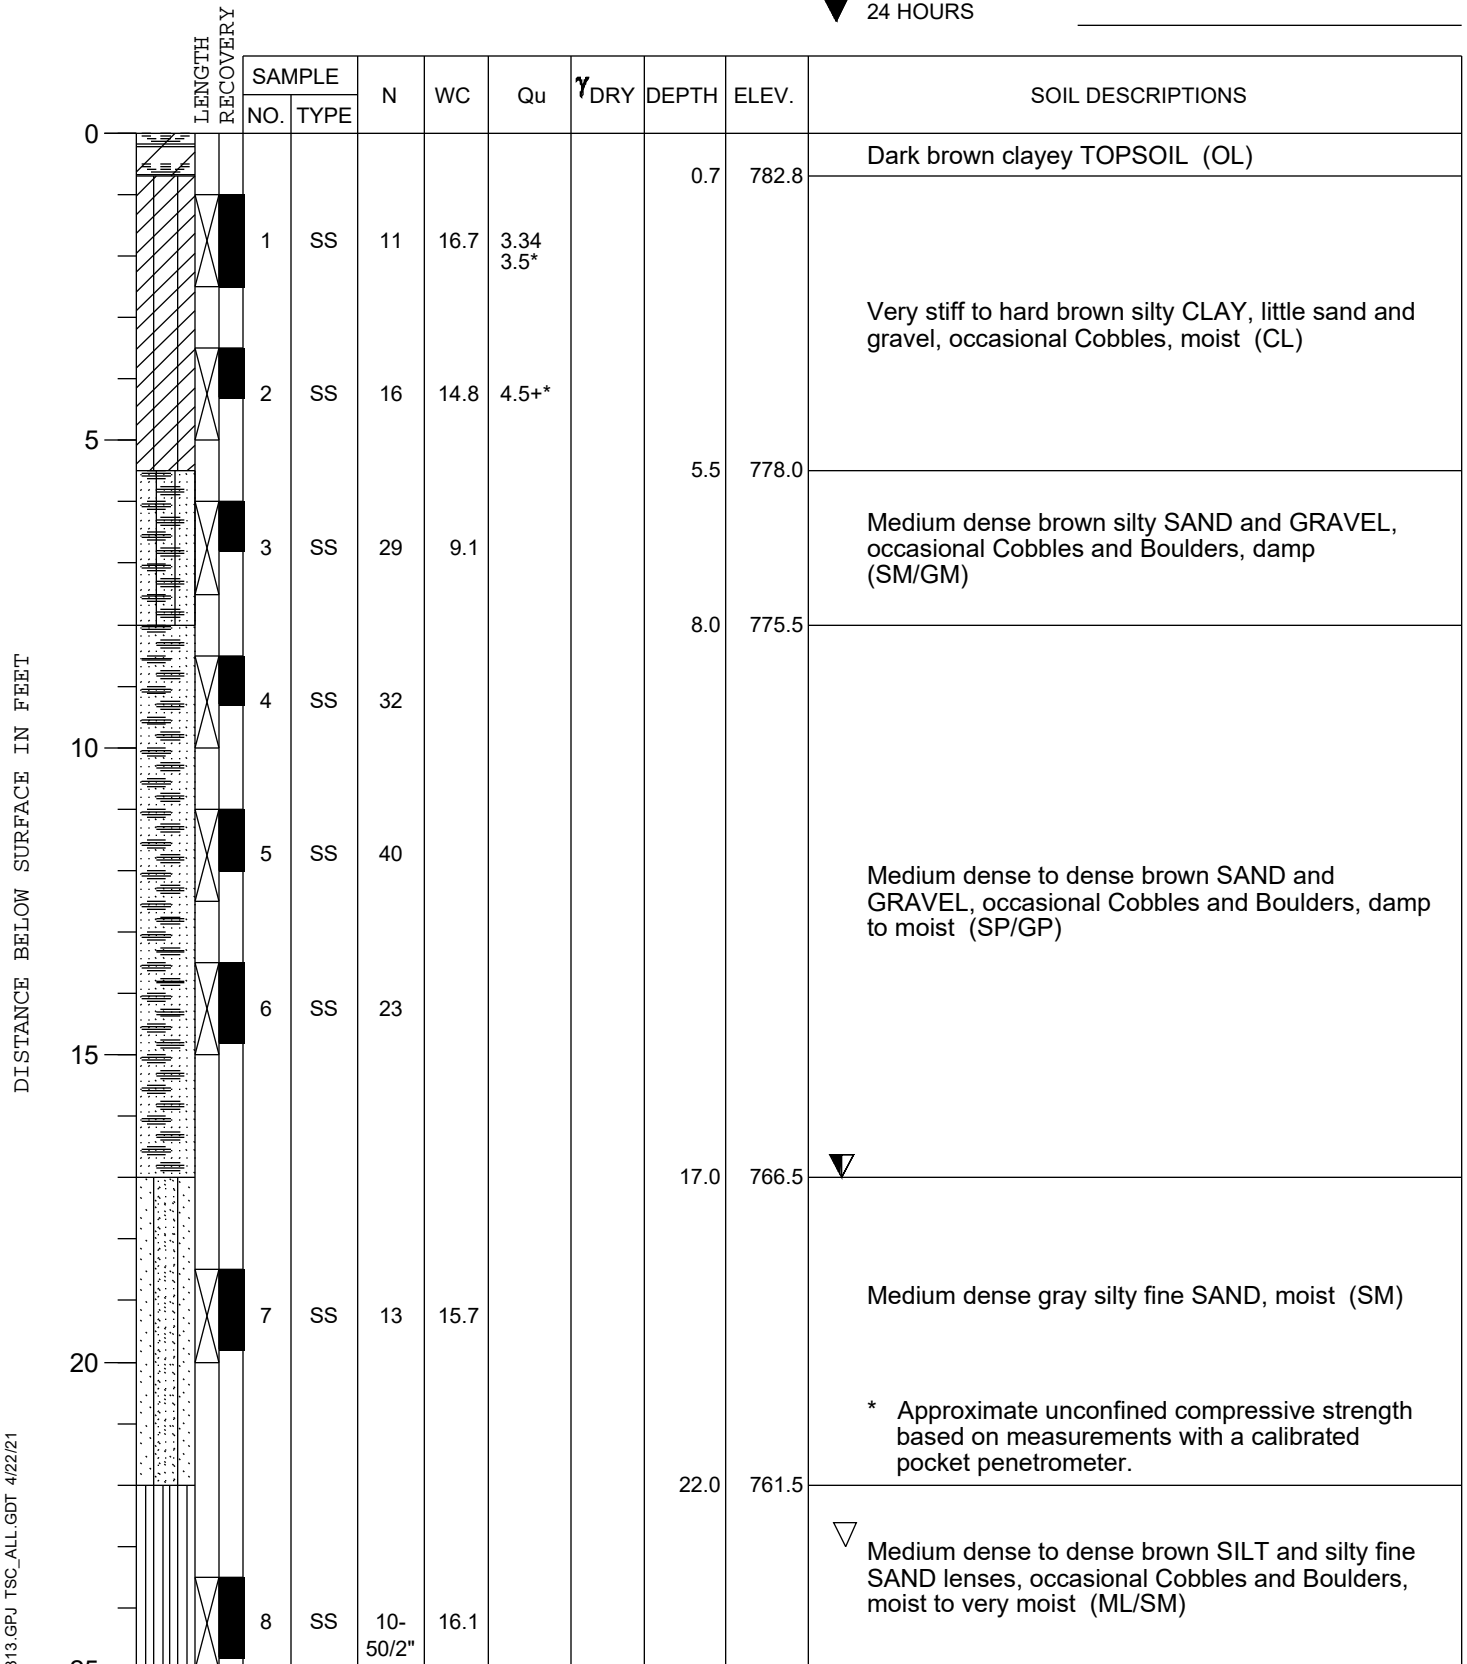 24 HOURS
LENGTH
RECOVERY
SAMPLE
NO. TYPE
N WC Qu γDRY DEPTH ELEV. SOIL DESCRIPTIONS
0
Dark brown clayey TOPSOIL (OL)
0.7 782.8
1 SS 11 16.7 3.34
3.5*
Very stiff to hard brown silty CLAY, little sand and
gravel, occasional Cobbles, moist (CL)
2 SS 16 14.8 4.5+*
5
5.5 778.0
Medium dense brown silty SAND and GRAVEL,
occasional Cobbles and Boulders, damp
(SM/GM)
3 SS 29 9.1
8.0 775.5
4 SS 32
10
5 SS 40
Medium dense to dense brown SAND and
GRAVEL, occasional Cobbles and Boulders, damp
to moist (SP/GP)
6 SS 23
15
17.0 766.5
Medium dense gray silty fine SAND, moist (SM)
7 SS 13 15.7
20
* Approximate unconfined compressive strength
based on measurements with a calibrated
pocket penetrometer.
22.0 761.5
Medium dense to dense brown SILT and silty fine
SAND lenses, occasional Cobbles and Boulders,
moist to very moist (ML/SM)
8 SS 10- 16.1
50/2"
DISTANCE BELOW SURFACE IN FEET
313.GPJ TSC_ALL.GDT 4/22/21